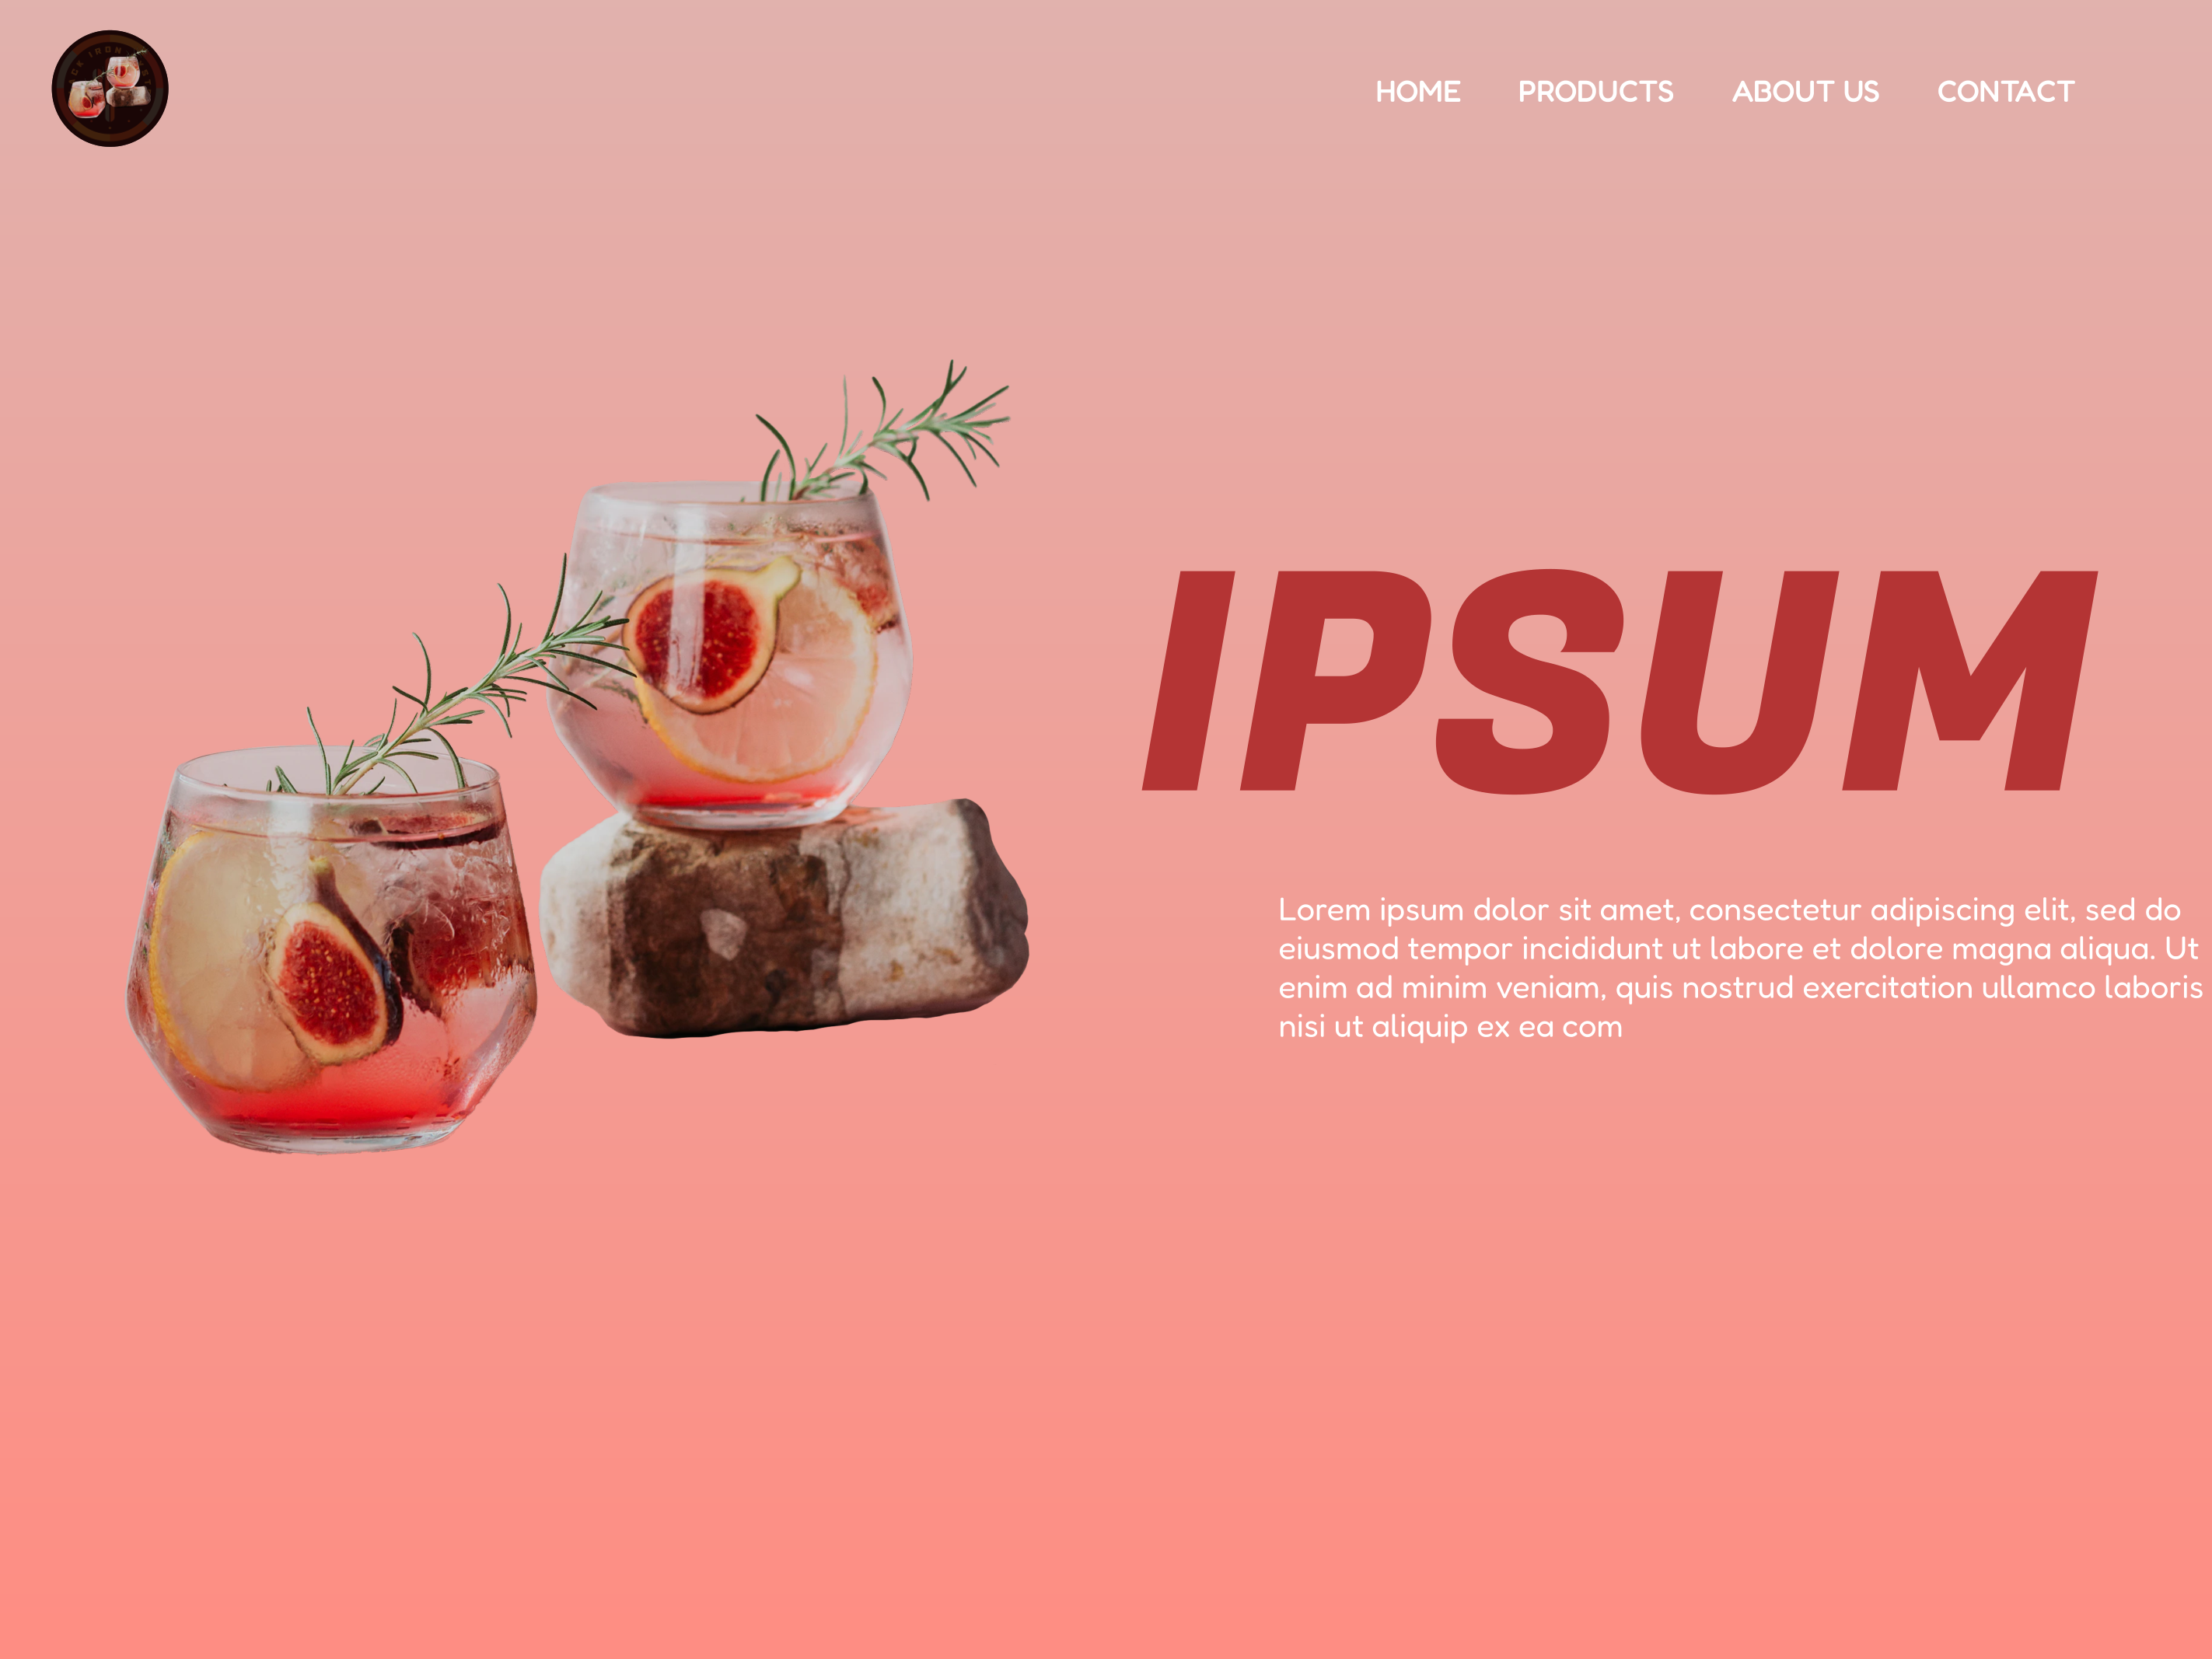 HOME PRODUCTS ABOUT US CONTACT
IPSUM
Lorem ipsum dolor sit amet, consectetur adipiscing elit, sed do
eiusmod tempor incididunt ut labore et dolore magna aliqua. Ut
enim ad minim veniam, quis nostrud exercitation ullamco laboris
nisi ut aliquip ex ea com